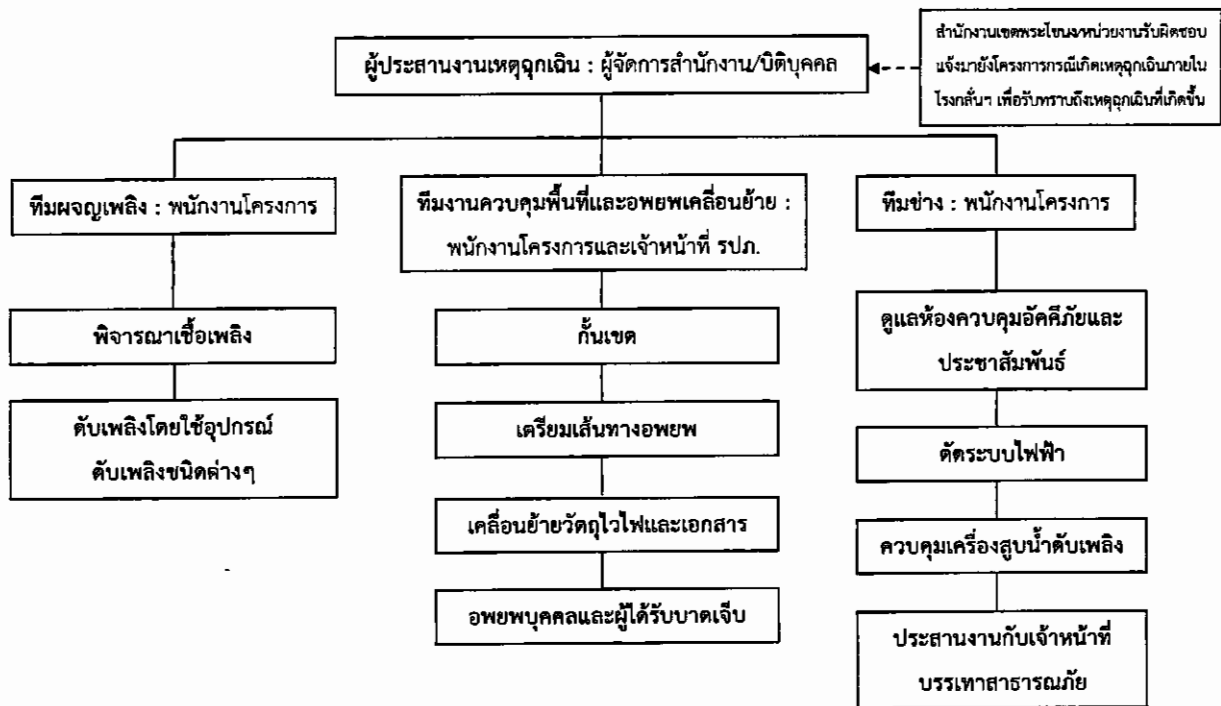 ผู้ประสานงานเหตุฉุกเฉิน : ผู้จัดการสำนักงาน/นิติบุคคล
สำนักงานเขตพระโขนง/หน่วยงานรับผิดชอบ
แจ้งมายังโครงการกรณีเกิดเหตุฉุกเฉินภายใน
โรงกลั่นฯ เพื่อรับทราบถึงเหตุฉุกเฉินที่เกิดขึ้น
ทีมผจญเพลิง : พนักงานโครงการ
พิจารณาเชื้อเพลิง
ดับเพลิงโดยใช้อุปกรณ์
ดับเพลิงชนิดต่างๆ
ทีมงานควบคุมพื้นที่และอพยพเคลื่อนย้าย :
พนักงานโครงการและเจ้าหน้าที่ รปภ.
กั้นเขต
เตรียมเส้นทางอพยพ
เคลื่อนย้ายวัตถุไวไฟและเอกสาร
อพยพบุคคลและผู้ได้รับบาดเจ็บ
ทีมช่าง : พนักงานโครงการ
ดูแลห้องควบคุมอัคคีภัยและ
ประชาสัมพันธ์
ตัดระบบไฟฟ้า
ควบคุมเครื่องสูบน้ำดับเพลิง
ประสานงานกับเจ้าหน้าที่
บรรเทาสาธารณภัย